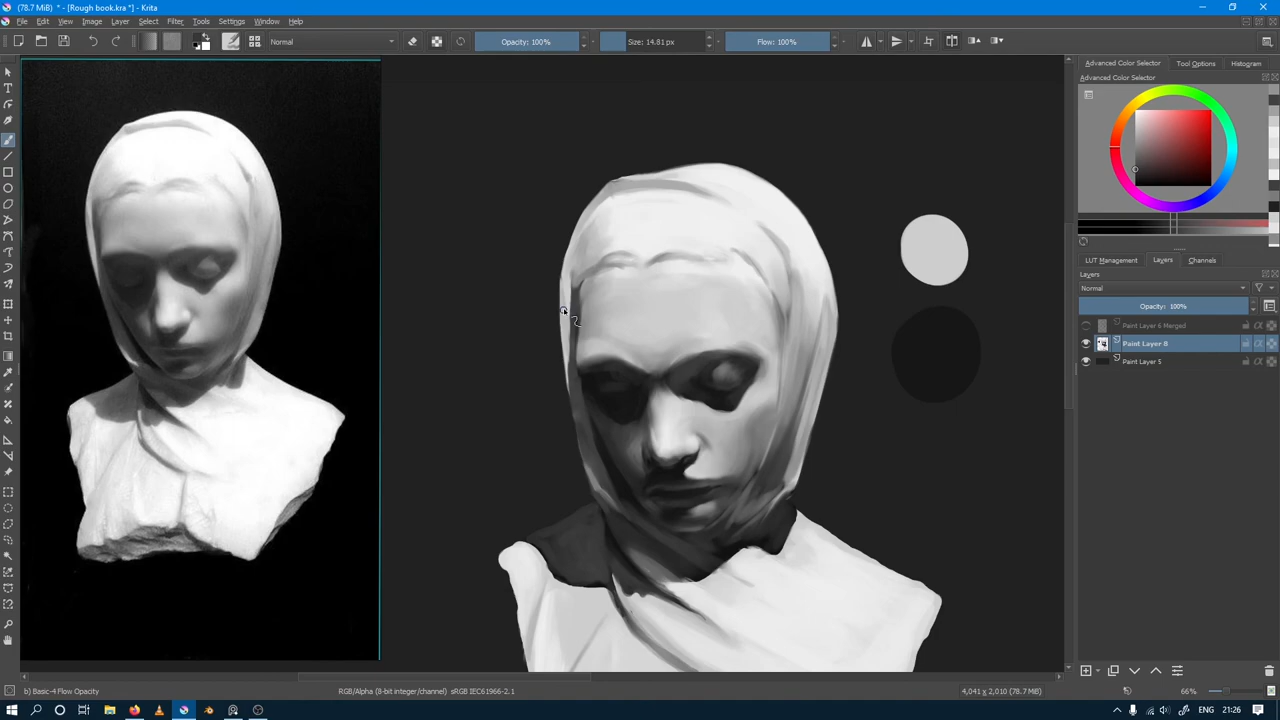 (78.7 MiB) * - [Rough book.kra *] - Krita
File Edit View Image Layer Select Filter Tools Settings Window Help
Normal
Opacity: 100%
Size: 14.81 px
Flow: 100%
Advanced Color Selector
Tool Options
Histogram
Advanced Color Selector
LUT Management
Layers
Channels
Layers
Normal
Opacity: 100%
Paint Layer 6 Merged
Paint Layer 8
Paint Layer 5
b) Basic-4 Flow Opacity
RGB/Alpha (8-bit integer/channel) sRGB IEC61966-2.1
4,041 x 2,010 (78.7 MiB)
66%
ENG
21:26